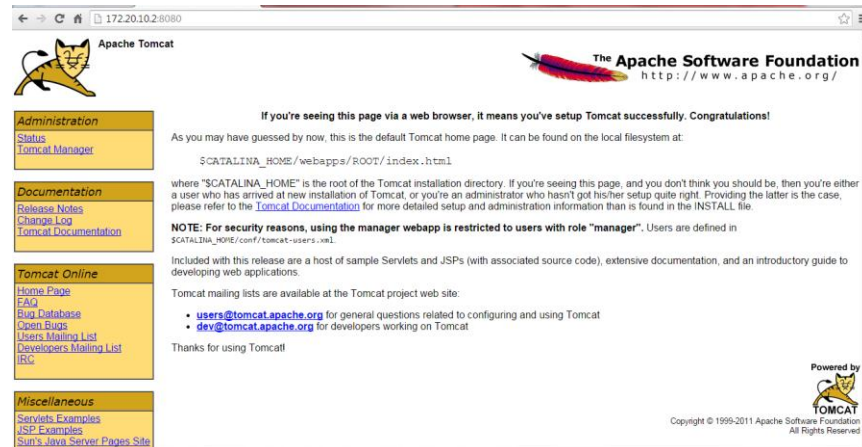 172.20.10.2:8080
Apache Tomcat
The Apache Software Foundation
http://www.apache.org/
Administration
Status
Tomcat Manager
Documentation
Release Notes
Change Log
Tomcat Documentation
Tomcat Online
Home Page
FAQ
Bug Database
Open Bugs
Users Mailing List
Developers Mailing List
IRC
Miscellaneous
Servlets Examples
JSP Examples
Sun's Java Server Pages Site
If you're seeing this page via a web browser, it means you've setup Tomcat successfully. Congratulations!
As you may have guessed by now, this is the default Tomcat home page. It can be found on the local filesystem at:
$CATALINA_HOME/webapps/ROOT/index.html
where "$CATALINA_HOME" is the root of the Tomcat installation directory. If you're seeing this page, and you don't think you should be, then you're either
a user who has arrived at new installation of Tomcat, or you're an administrator who hasn't got his/her setup quite right. Providing the latter is the case,
please refer to the Tomcat Documentation for more detailed setup and administration information than is found in the INSTALL file.
NOTE: For security reasons, using the manager webapp is restricted to users with role "manager". Users are defined in
$CATALINA_HOME/conf/tomcat-users.xml.
Included with this release are a host of sample Servlets and JSPs (with associated source code), extensive documentation, and an introductory guide to
developing web applications.
Tomcat mailing lists are available at the Tomcat project web site:
• users@tomcat.apache.org for general questions related to configuring and using Tomcat
• dev@tomcat.apache.org for developers working on Tomcat
Thanks for using Tomcat!
Powered by
TOMCAT
Copyright © 1999-2011 Apache Software Foundation
All Rights Reserved